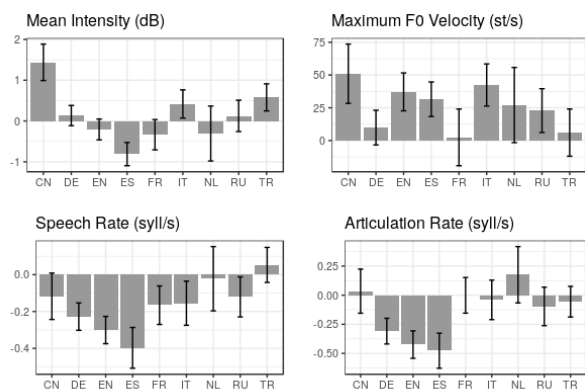 Mean Intensity (dB)
2
1
0
-1
CN DE EN ES FR IT NL RU TR
Maximum F0 Velocity (st/s)
75
50
25
0
CN DE EN ES FR IT NL RU TR
Speech Rate (syll/s)
0.0
-0.2
-0.4
CN DE EN ES FR IT NL RU TR
Articulation Rate (syll/s)
0.25
0.00
-0.25
-0.50
CN DE EN ES FR IT NL RU TR